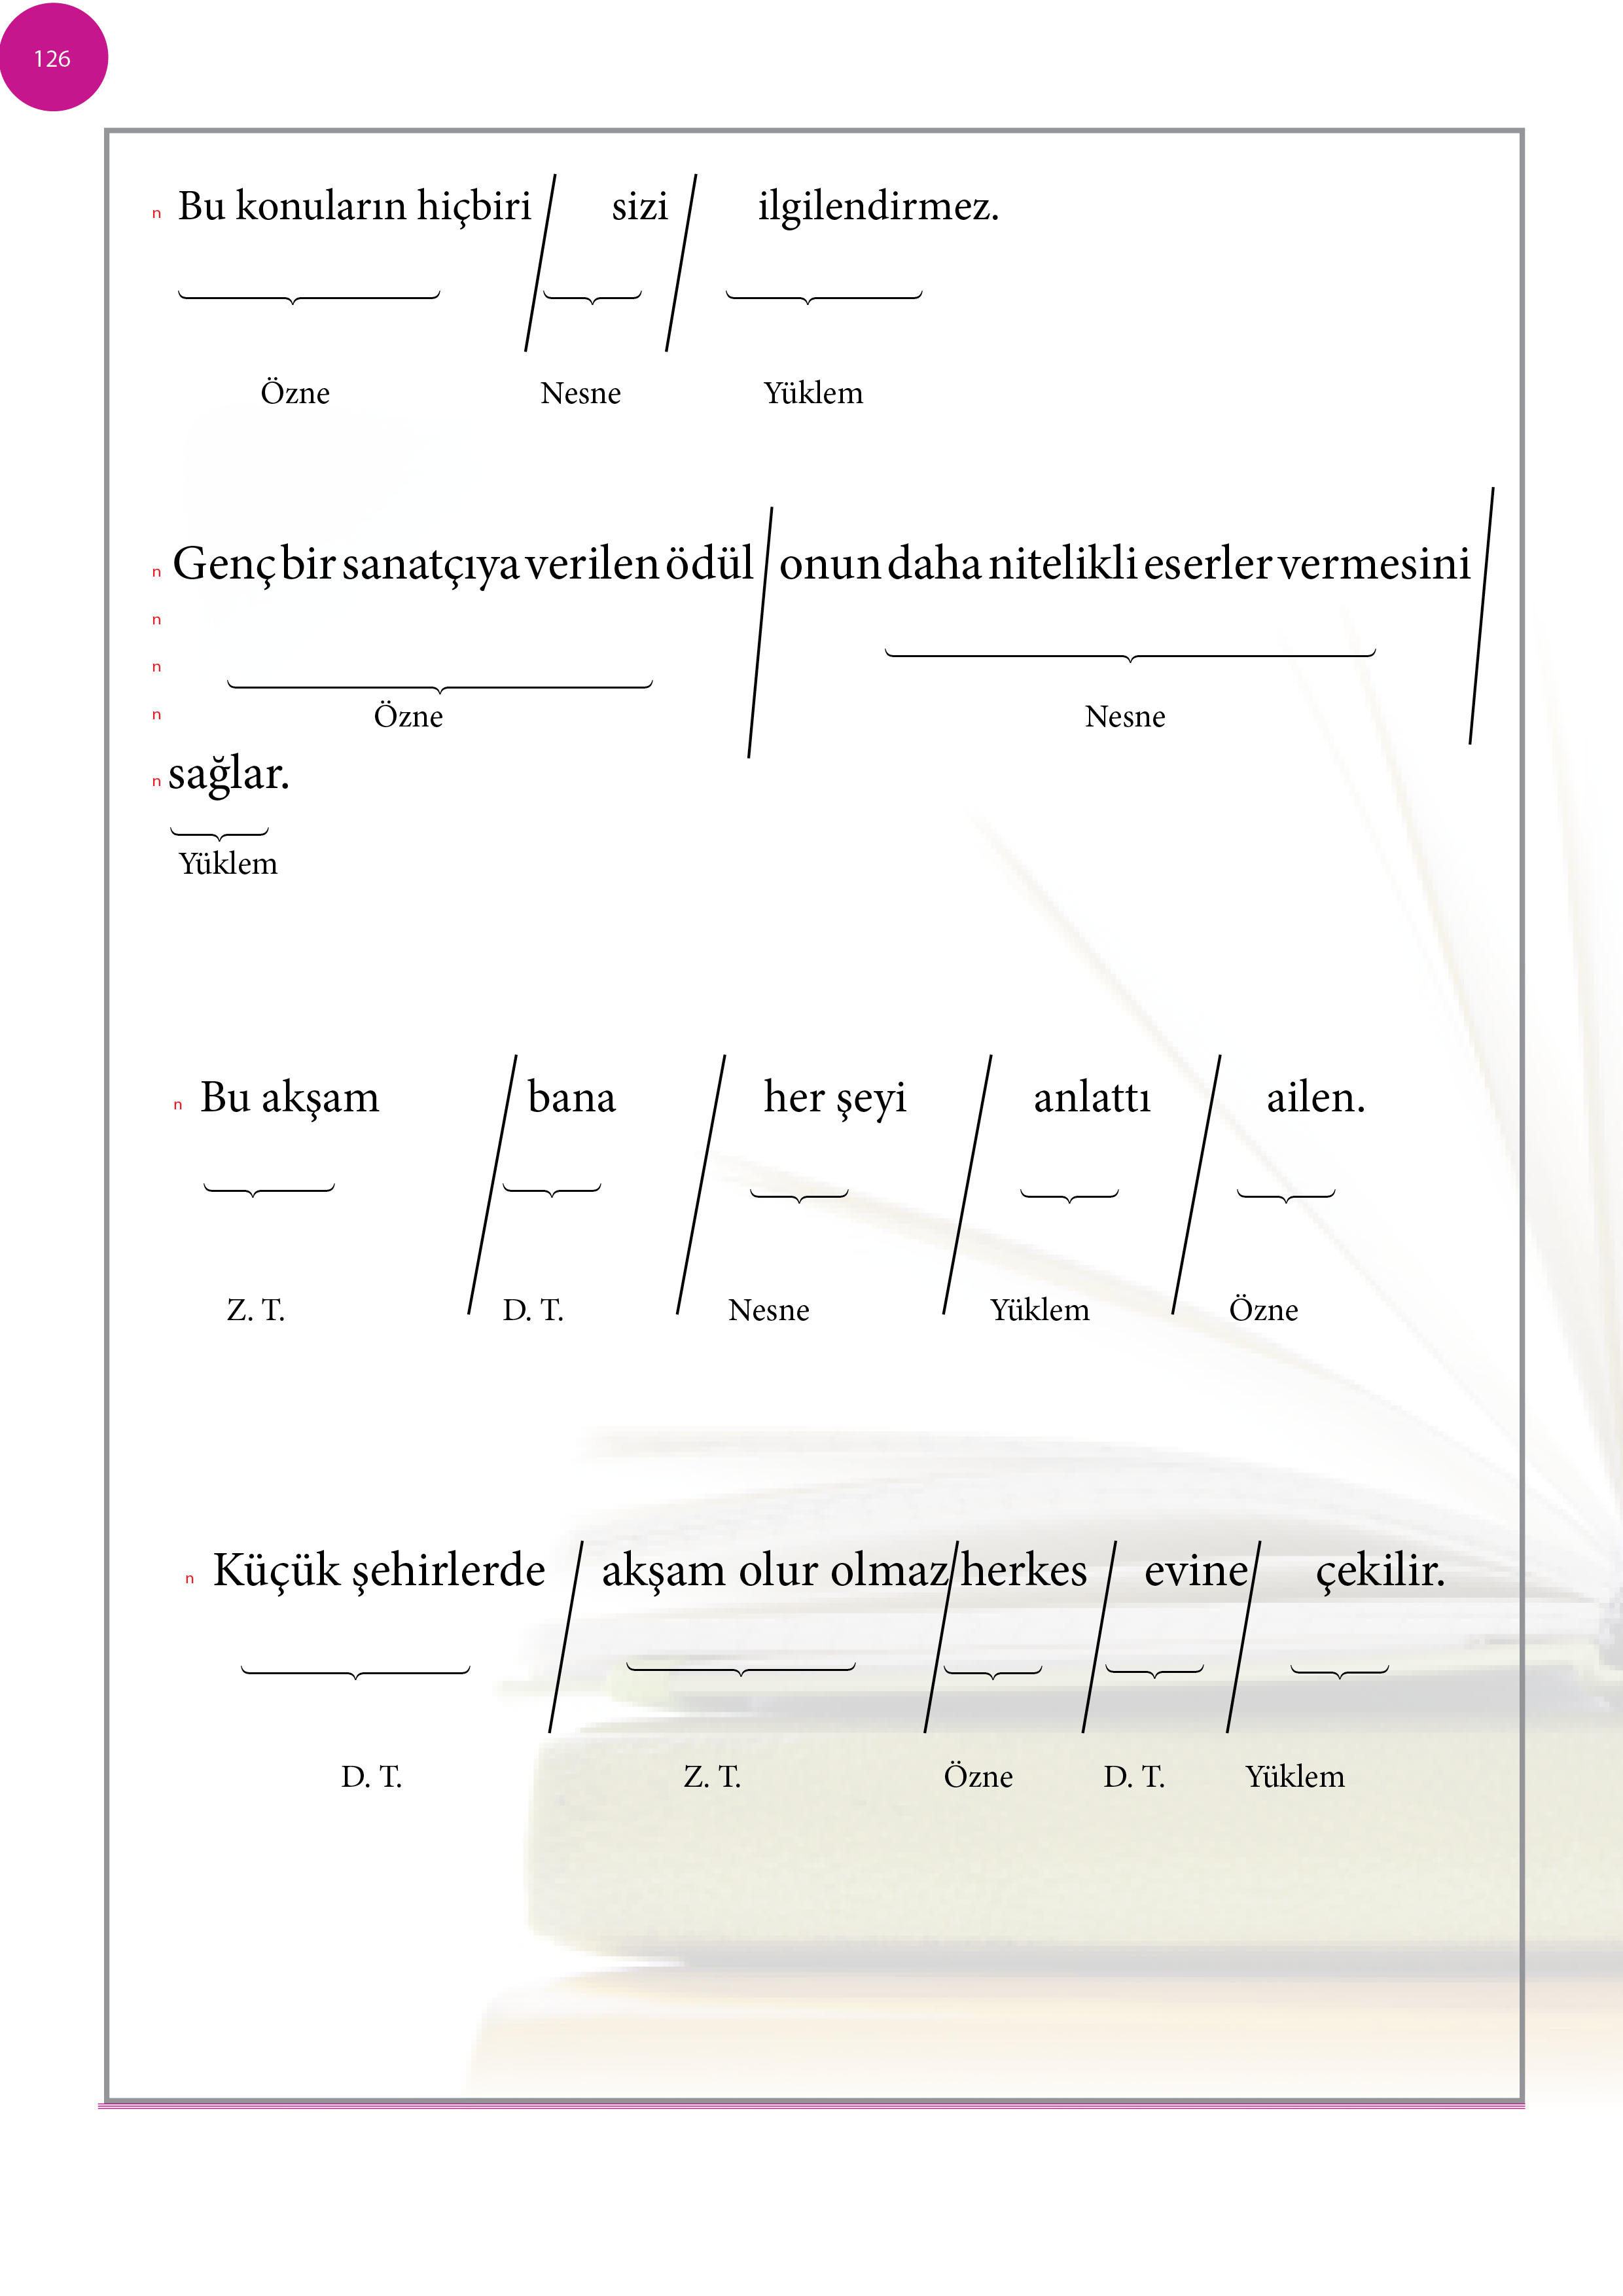 126
n Bu konuların hiçbiri / sizi / ilgilendirmez.
Özne Nesne Yüklem
n Genç bir sanatçıya verilen ödül / onun daha nitelikli eserler vermesini /
n
n
Özne Nesne
n
n sağlar.
Yüklem
n Bu akşam / bana / her şeyi / anlattı / ailen.
Z. T. D. T. Nesne Yüklem Özne
n Küçük şehirlerde / akşam olur olmaz / herkes / evine / çekilir.
D. T. Z. T. Özne D. T. Yüklem